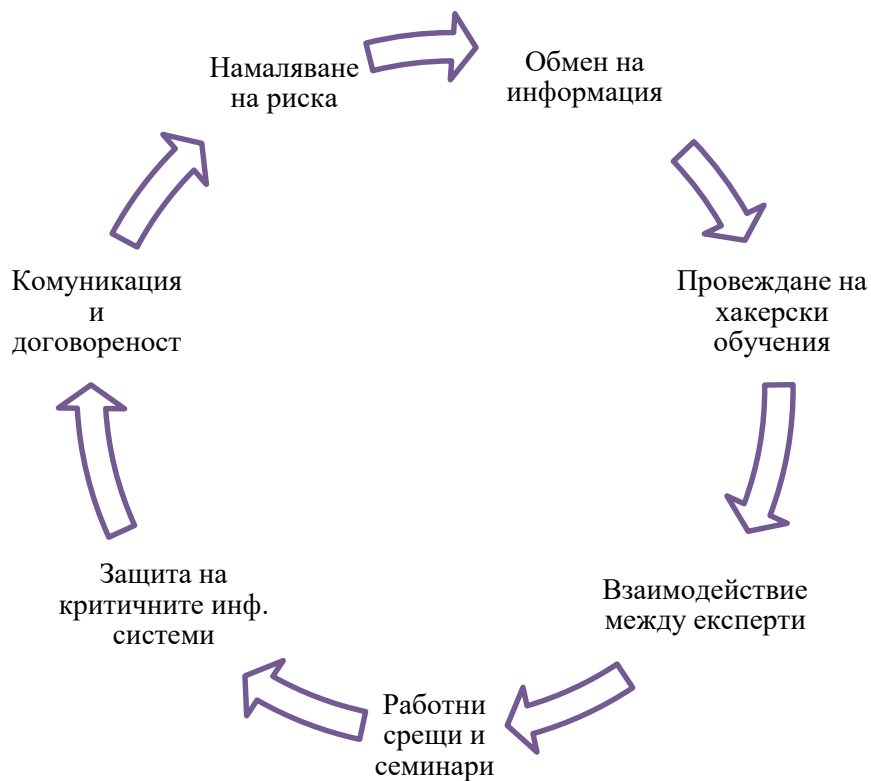 Намаляване
на риска
Обмен на
информация
Провеждане на
хакерски
обучения
Взаимодействие
между експерти
Работни
срещи и
семинари
Защита на
критичните инф.
системи
Комуникация
и
договореност